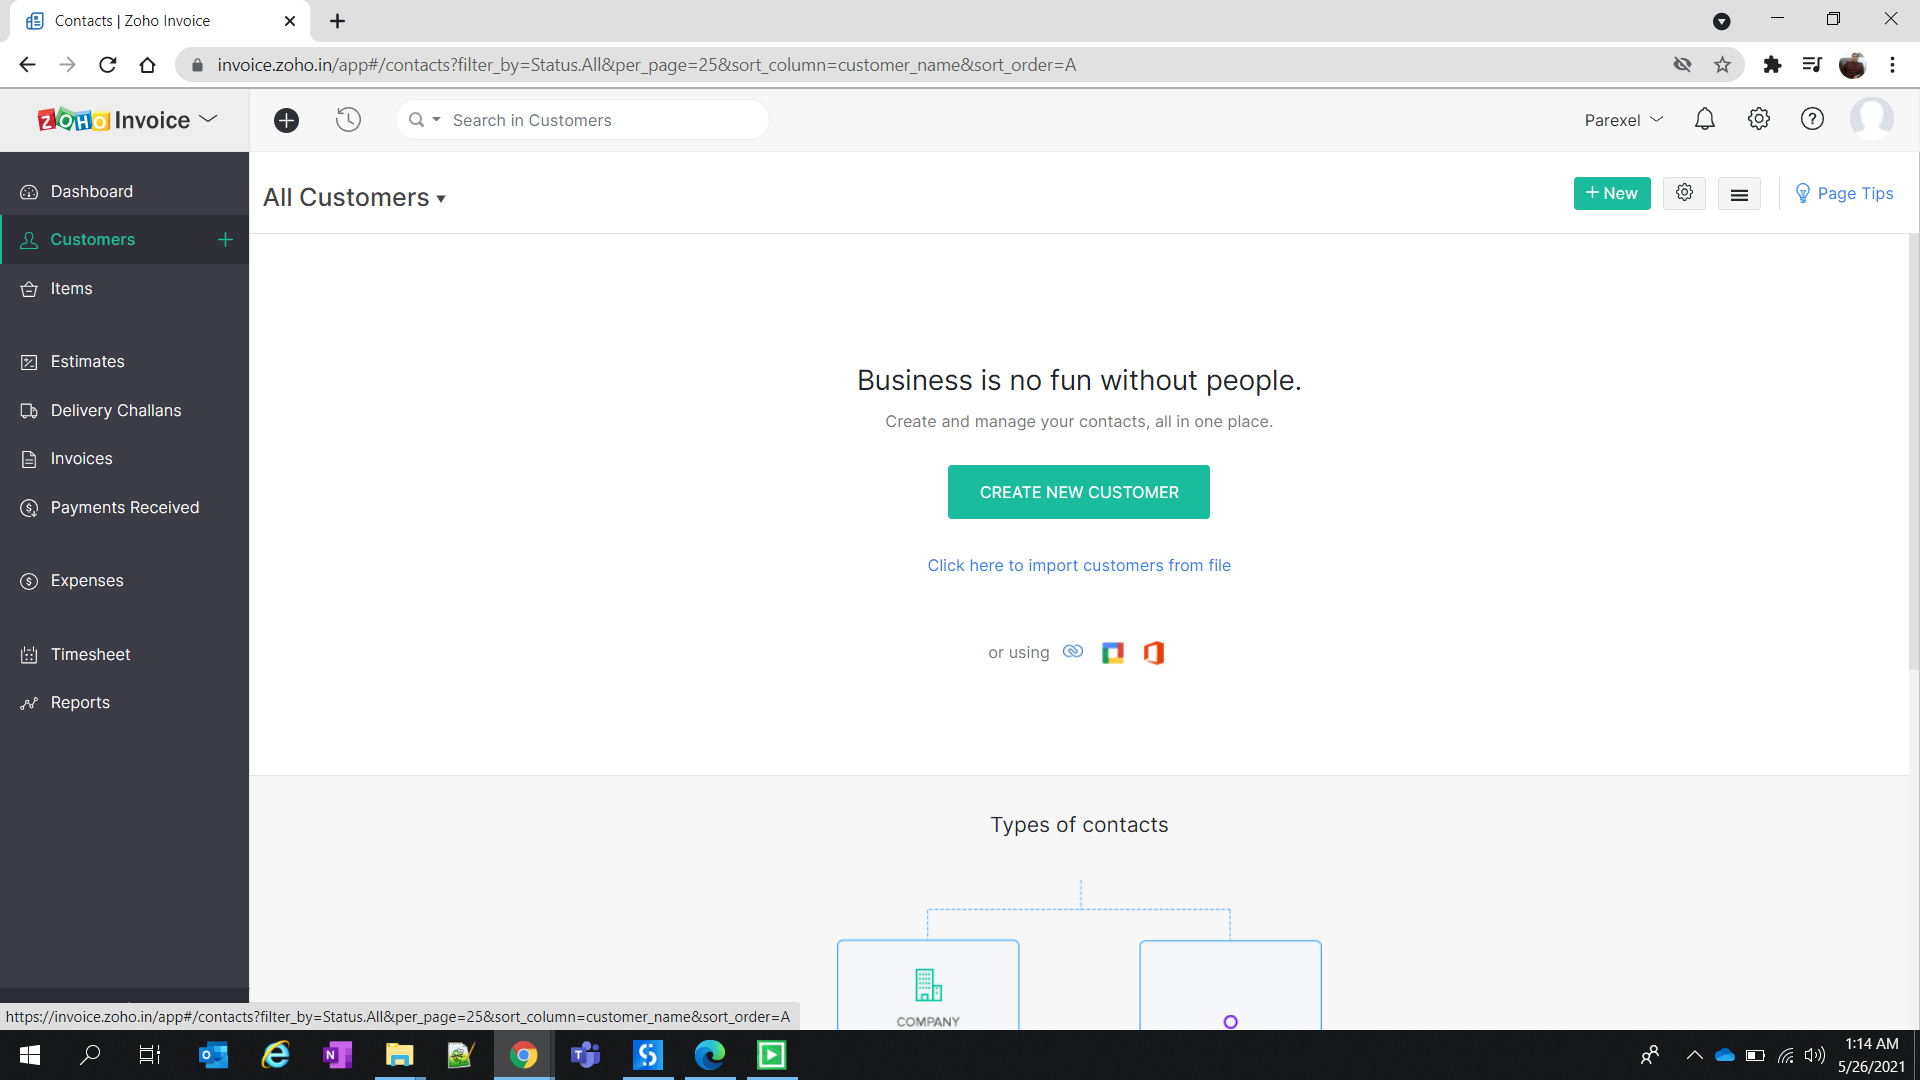 Contacts | Zoho Invoice
invoice.zoho.in/app#/contacts?filter_by=Status.All&per_page=25&sort_column=customer_name&sort_order=A
ZOHO Invoice
Search in Customers
Parexel
Dashboard
Customers
Items
Estimates
Delivery Challans
Invoices
Payments Received
Expenses
Timesheet
Reports
All Customers
+ New
Page Tips
Business is no fun without people.
Create and manage your contacts, all in one place.
CREATE NEW CUSTOMER
Click here to import customers from file
or using
Types of contacts
COMPANY
https://invoice.zoho.in/app#/contacts?filter_by=Status.All&per_page=25&sort_column=customer_name&sort_order=A
1:14 AM
5/26/2021